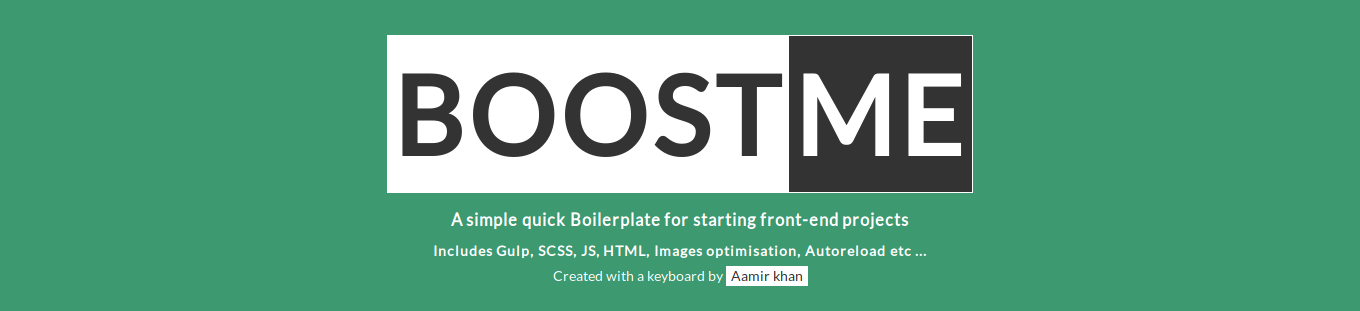 BOOSTME
A simple quick Boilerplate for starting front-end projects
Includes Gulp, SCSS, JS, HTML, Images optimisation, Autoreload etc ...
Created with a keyboard by Aamir khan